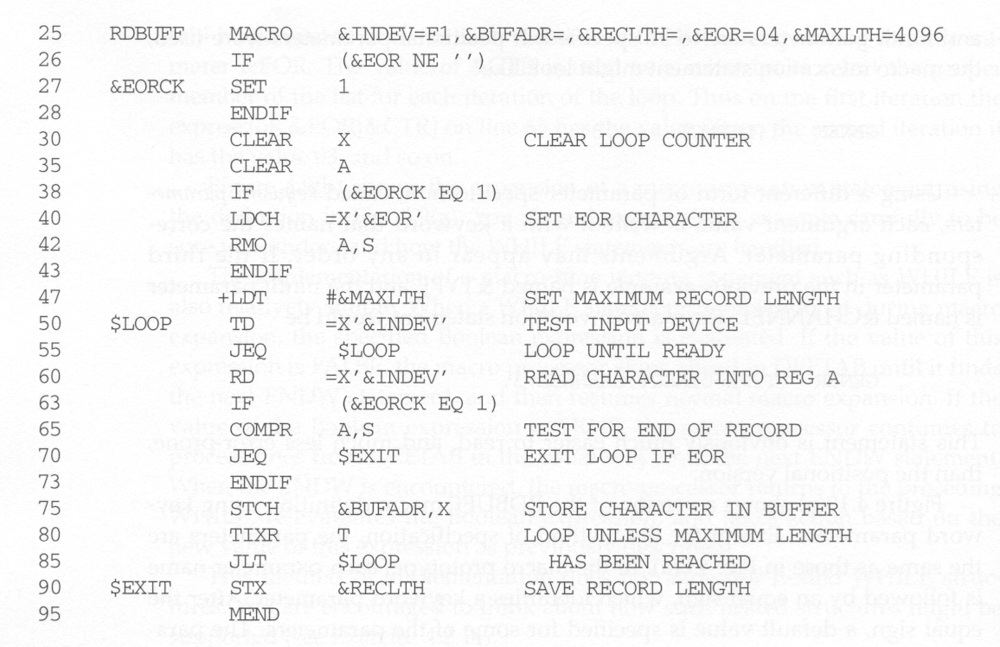 25 RDBUFF MACRO &INDEV=F1,&BUFADR=,&RECLTH=,&EOR=04,&MAXLTH=4096
26 IF (&EOR NE '')
27 &EORCK SET 1
28 ENDIF
30 CLEAR X CLEAR LOOP COUNTER
35 CLEAR A
38 IF (&EORCK EQ 1)
40 LDCH =X'&EOR' SET EOR CHARACTER
42 RMO A,S
43 ENDIF
47 +LDT #&MAXLTH SET MAXIMUM RECORD LENGTH
50 $LOOP TD =X'&INDEV' TEST INPUT DEVICE
55 JEQ $LOOP LOOP UNTIL READY
60 RD =X'&INDEV' READ CHARACTER INTO REG A
63 IF (&EORCK EQ 1)
65 COMPR A,S TEST FOR END OF RECORD
70 JEQ $EXIT EXIT LOOP IF EOR
73 ENDIF
75 STCH &BUFADR,X STORE CHARACTER IN BUFFER
80 TIXR T LOOP UNLESS MAXIMUM LENGTH
85 JLT $LOOP HAS BEEN REACHED
90 $EXIT STX &RECLTH SAVE RECORD LENGTH
95 MEND